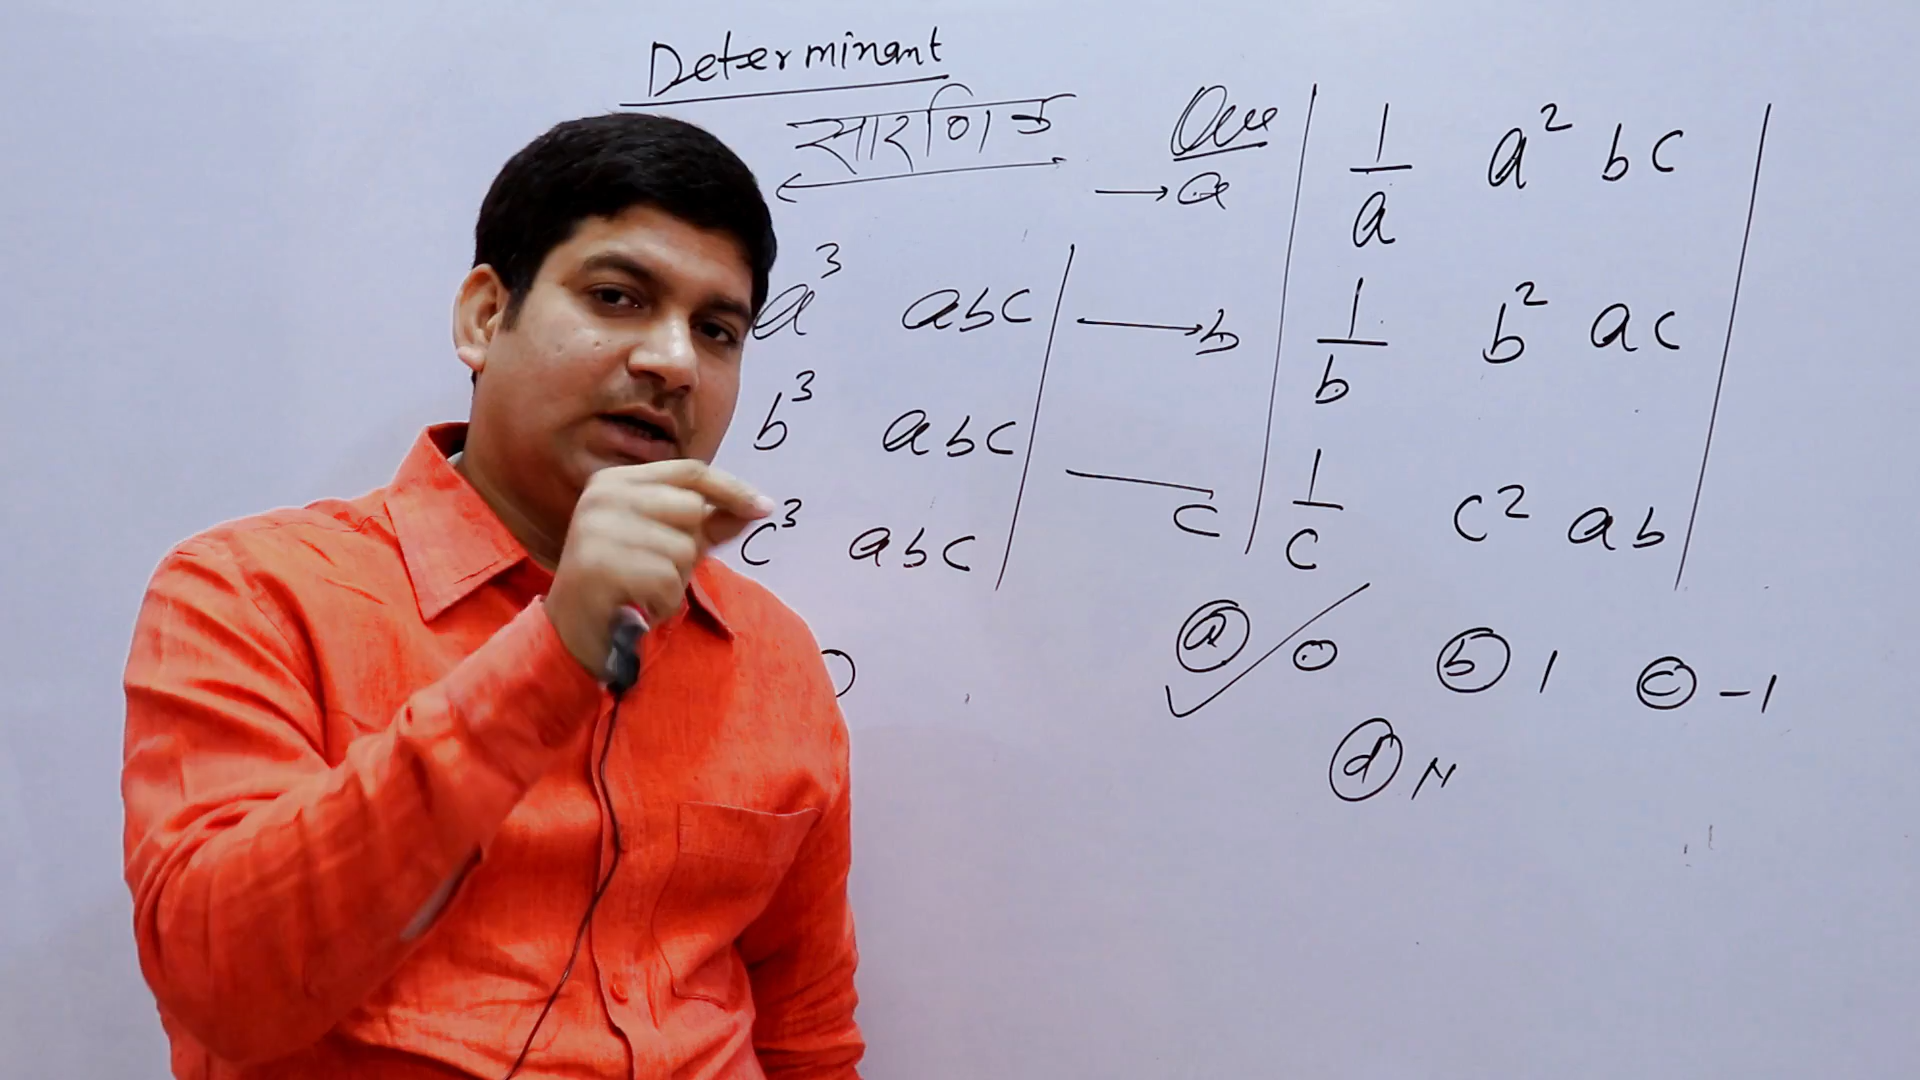 Determinant
सारणिक
Que
→ a | 1/a a² bc |
a³ abc | → b | 1/b b² ac |
b³ abc |
c³ abc | — c | 1/c c² ab |
ⓐ 0 ⓑ 1 ⓒ -1
ⓓ N